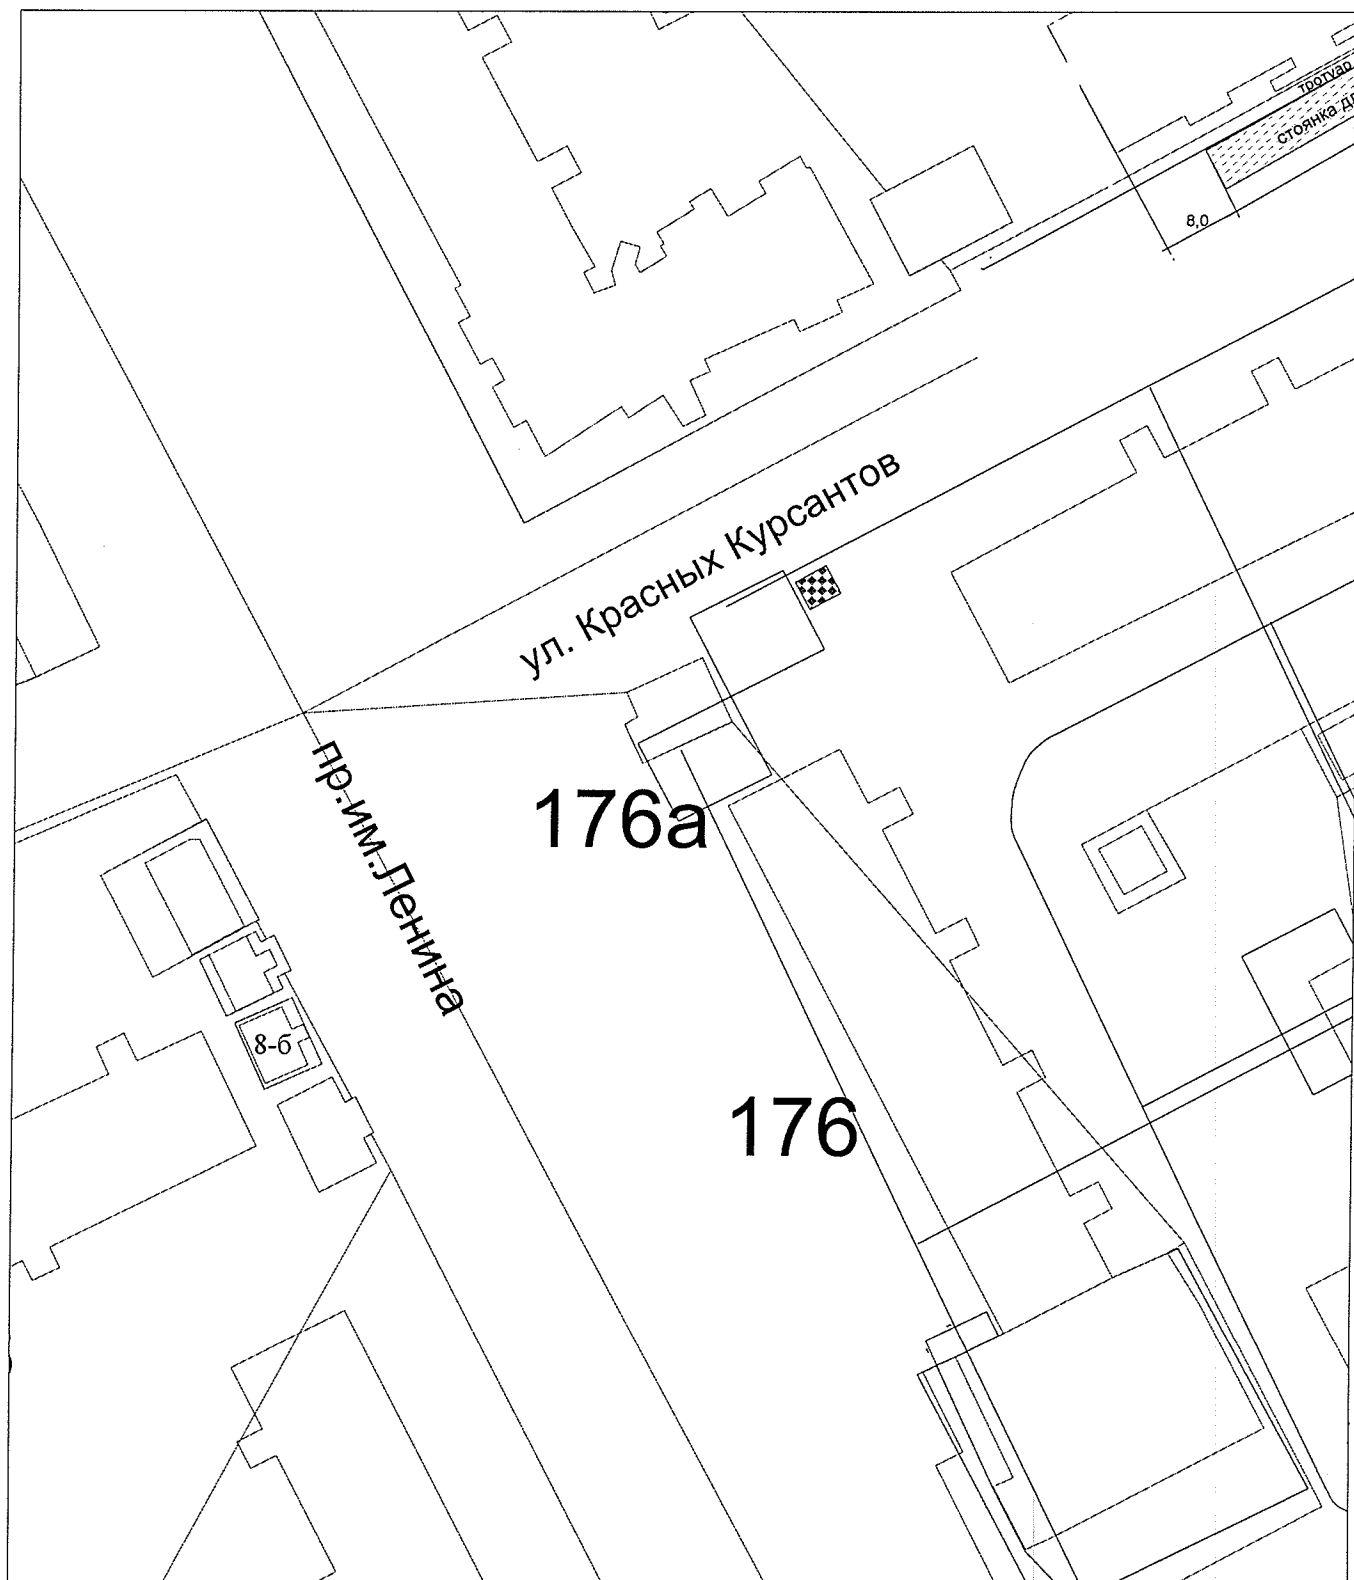 тротуар
стоянка
8,0
ул. Красных Курсантов
пр.им.Ленина
176а
8-б
176